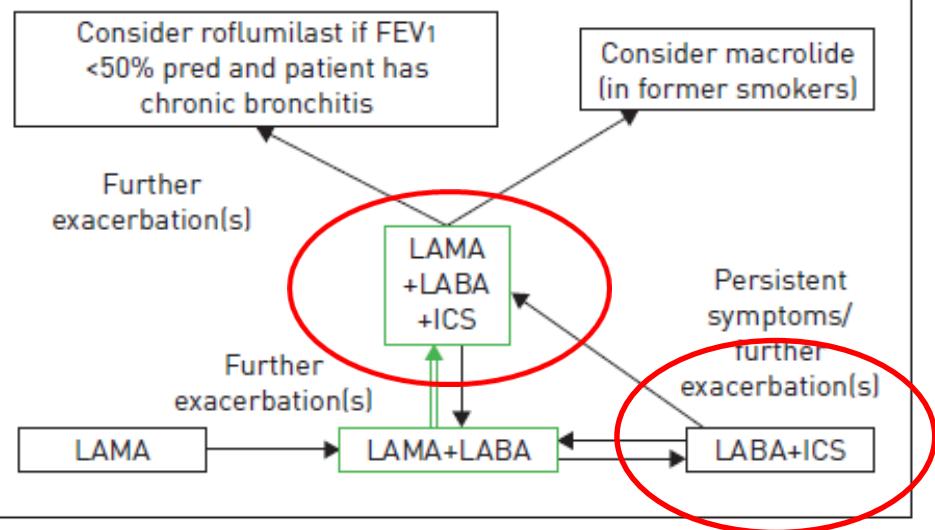 Consider roflumilast if FEV1
<50% pred and patient has
chronic bronchitis
Consider macrolide
(in former smokers)
Further
exacerbation(s)
LAMA
+LABA
+ICS
Persistent
symptoms/
further
exacerbation(s)
Further
exacerbation(s)
LAMA
LAMA+LABA
LABA+ICS